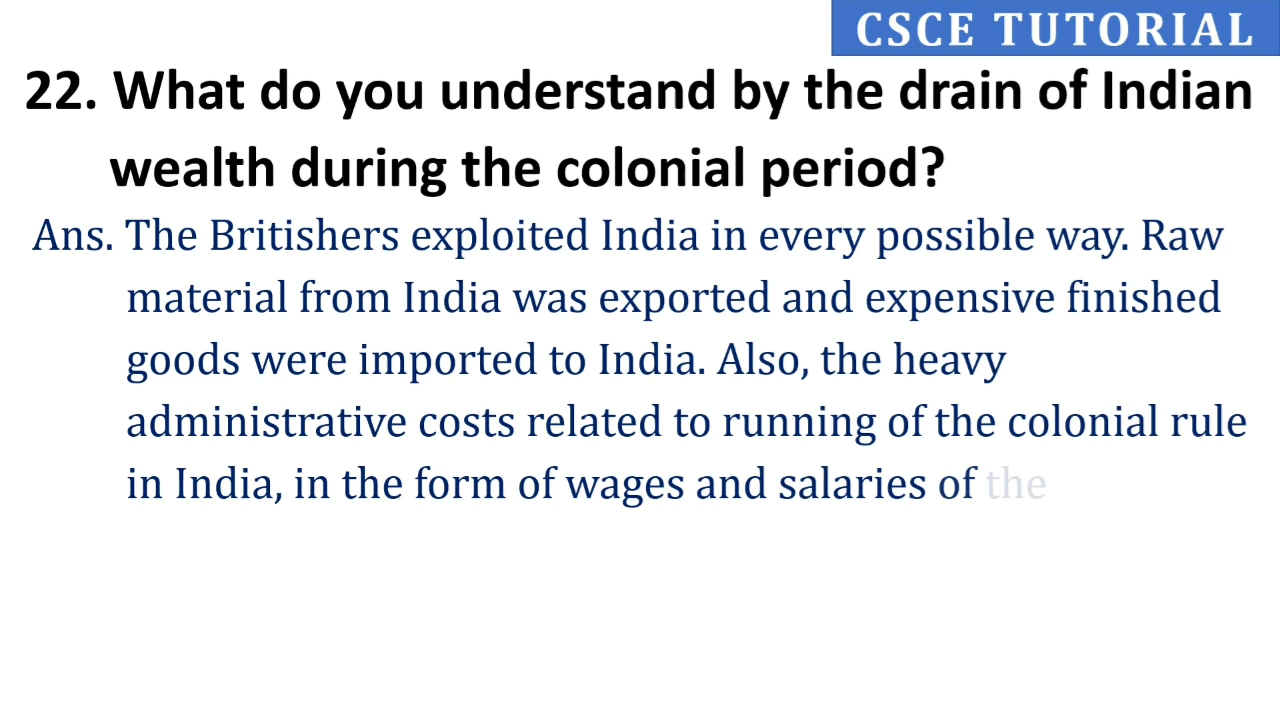 CSCE TUTORIAL
22. What do you understand by the drain of Indian
wealth during the colonial period?
Ans. The Britishers exploited India in every possible way. Raw
material from India was exported and expensive finished
goods were imported to India. Also, the heavy
administrative costs related to running of the colonial rule
in India, in the form of wages and salaries of the